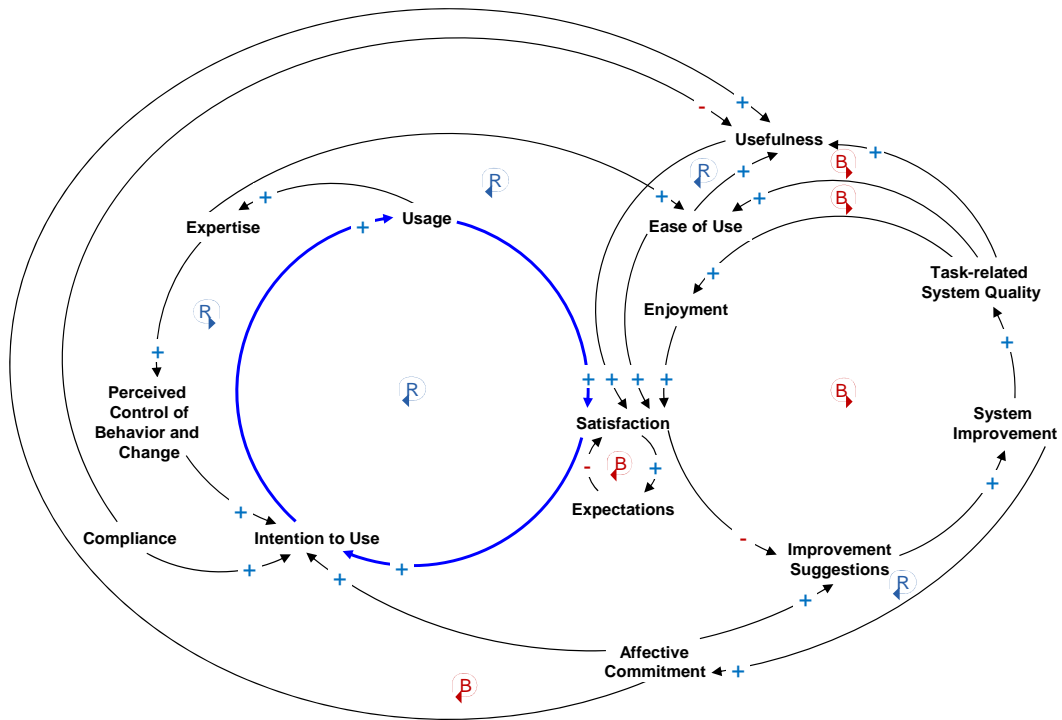 +
-
+
Usefulness
B
+
R
+
R
+
+
B
+
Expertise
Usage
+
Ease of Use
Task-related
System Quality
+
Enjoyment
R
+
+
Perceived
Control of
Behavior and
Change
R
+
+
+
+
B
Satisfaction
System
Improvement
-
B
+
Expectations
+
+
Compliance
Intention to Use
-
Improvement
Suggestions
+
+
+
R
+
Affective
Commitment
+
B